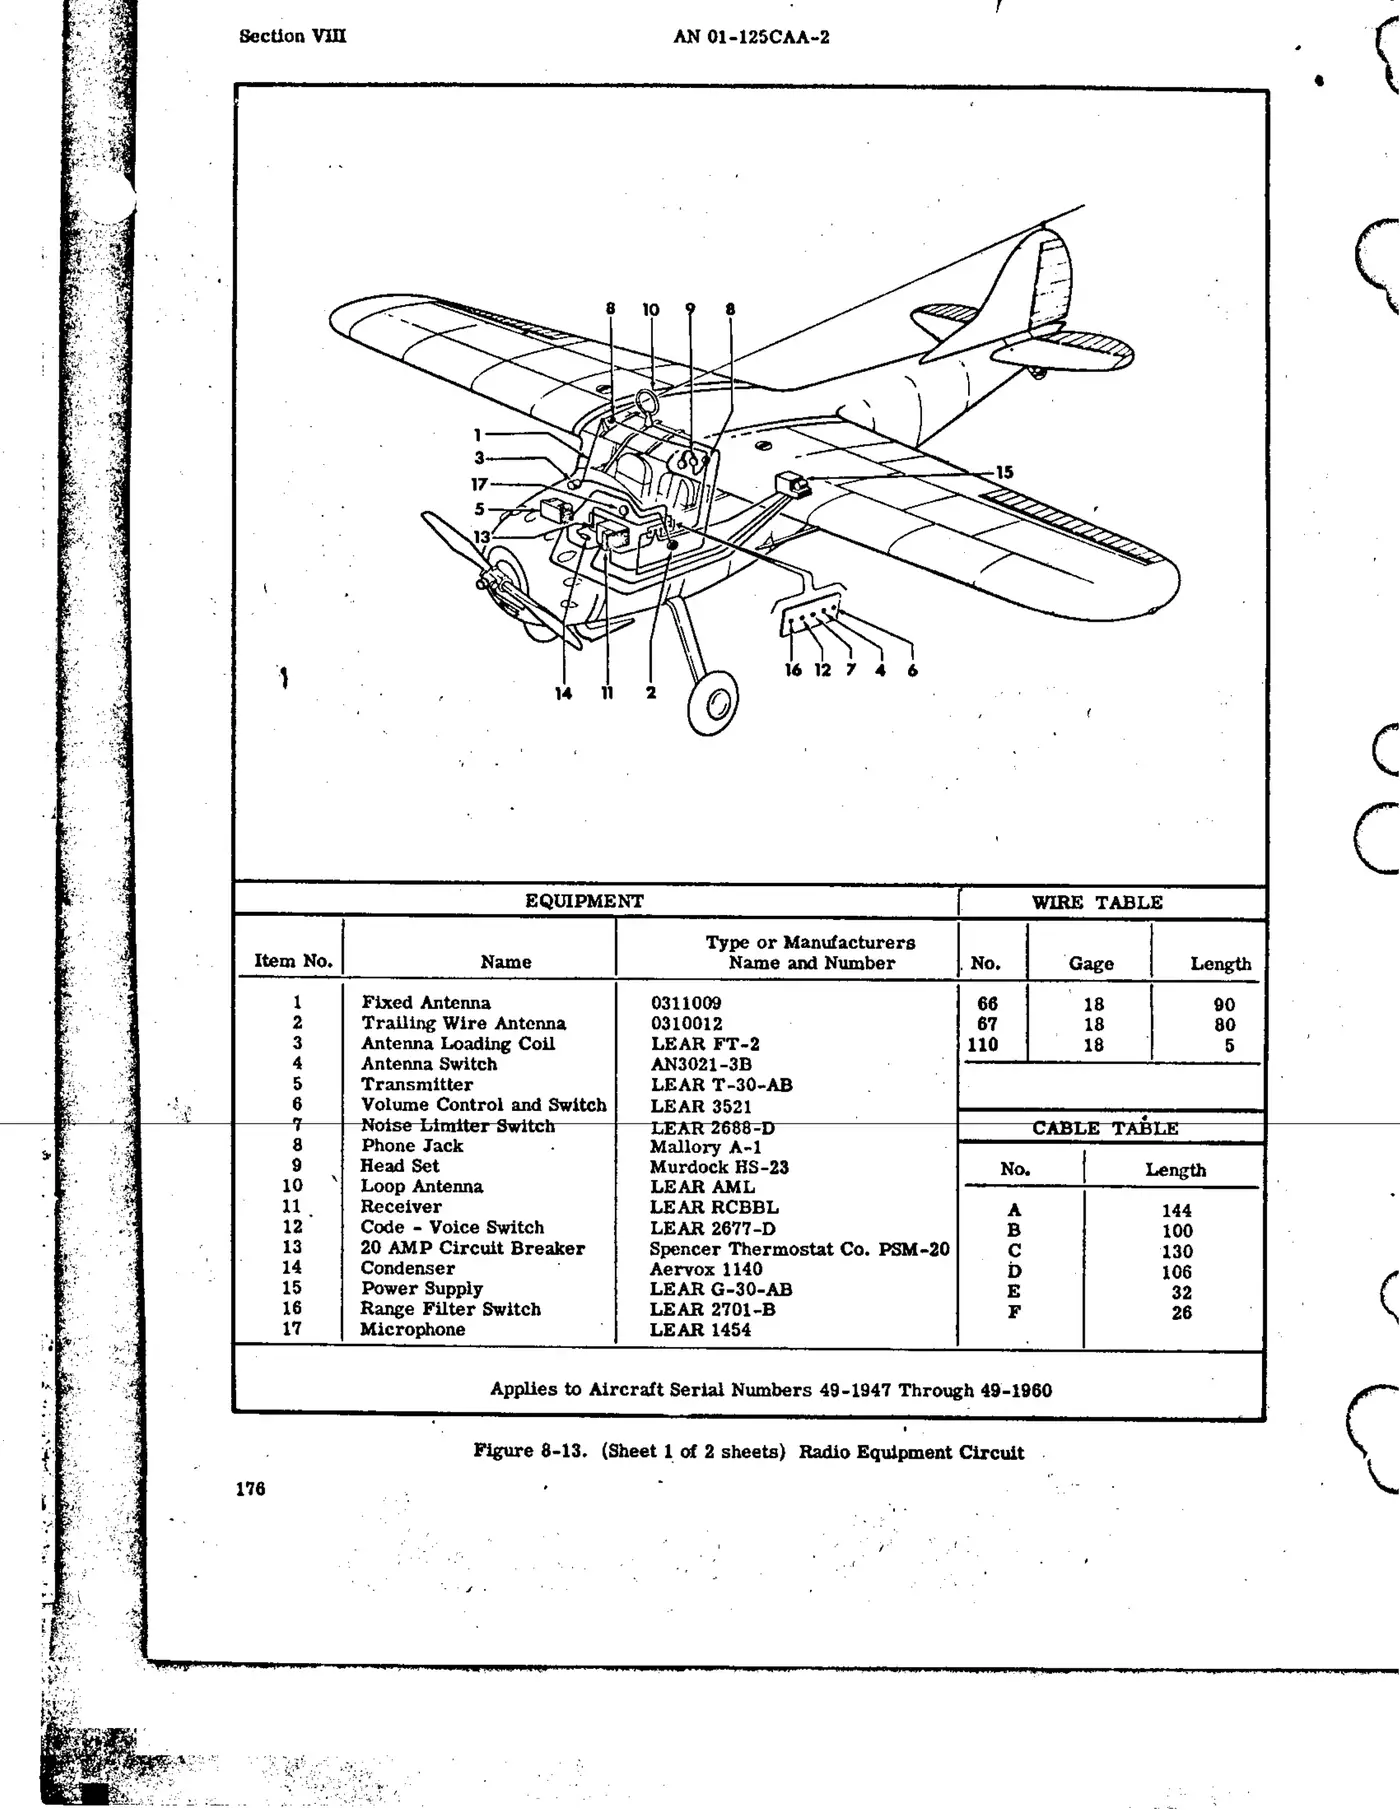 Section VIII AN 01-125CAA-2
8 10 9 8
1
3
17
5
13
15
16 12 7 4 6
14 11 2
EQUIPMENT WIRE TABLE
Item No. Name Type or Manufacturers Name and Number No. Gage Length
1 Fixed Antenna 0311009 66 18 90
2 Trailing Wire Antenna 0310012 67 18 80
3 Antenna Loading Coil LEAR FT-2 110 18 5
4 Antenna Switch AN3021-3B
5 Transmitter LEAR T-30-AB
6 Volume Control and Switch LEAR 3521
7 Noise Limiter Switch LEAR 2688-D CABLE TABLE
8 Phone Jack Mallory A-1
9 Head Set Murdock HS-23 No. Length
10 Loop Antenna LEAR AML
11 Receiver LEAR RCBBL A 144
12 Code - Voice Switch LEAR 2677-D B 100
13 20 AMP Circuit Breaker Spencer Thermostat Co. PSM-20 C 130
14 Condenser Aervox 1140 D 106
15 Power Supply LEAR G-30-AB E 32
16 Range Filter Switch LEAR 2701-B F 26
17 Microphone LEAR 1454
Applies to Aircraft Serial Numbers 49-1947 Through 49-1960
Figure 8-13. (Sheet 1 of 2 sheets) Radio Equipment Circuit
176